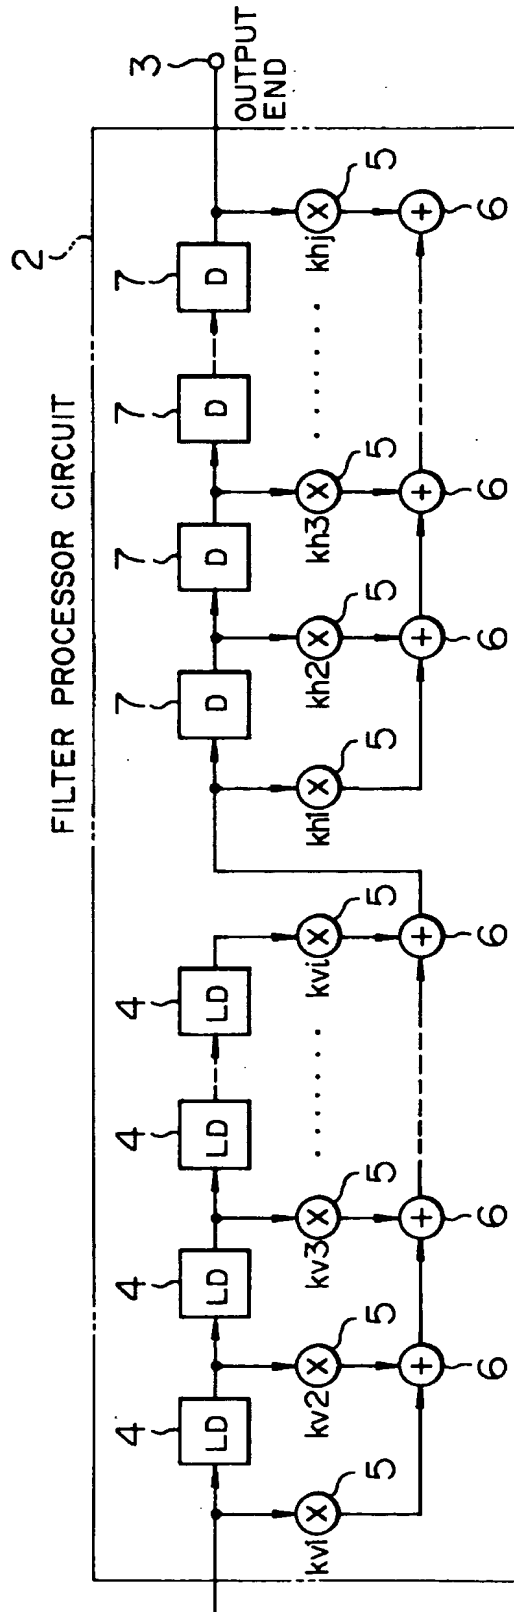 FILTER PROCESSOR CIRCUIT
2
4 4 4 4 7 7 7 7
LD LD LD LD D D D D
3
OUTPUT
END
kvi kv2 kv3 kvi kh1 kh2 kh3 khj
X X X X X X X X
5 5 5 5 5 5 5 5
+ + + + + +
6 6 6 6 6 6